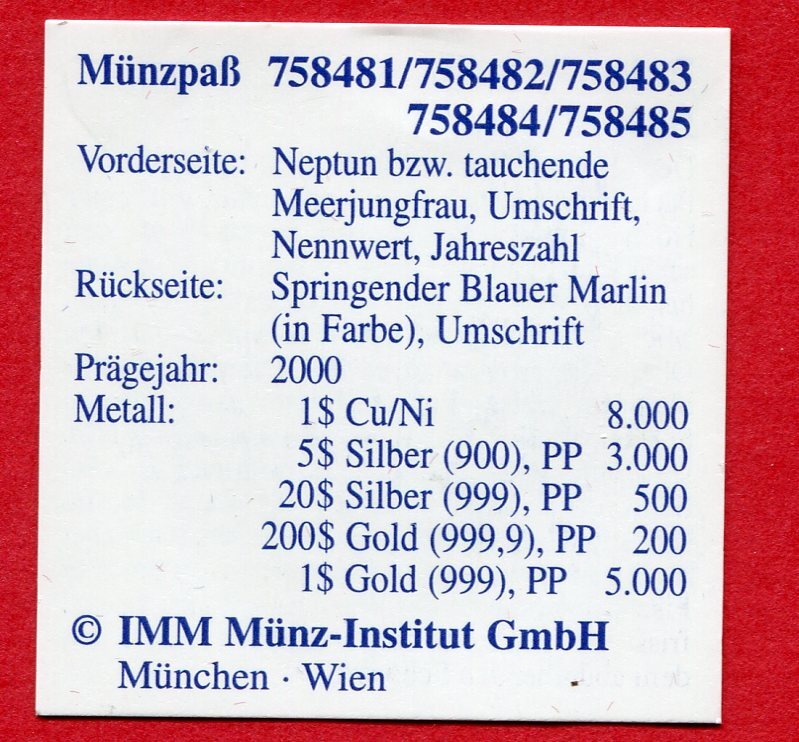 Münzpaß 758481/758482/758483
758484/758485
Vorderseite: Neptun bzw. tauchende
Meerjungfrau, Umschrift,
Nennwert, Jahreszahl
Rückseite: Springender Blauer Marlin
(in Farbe), Umschrift
Prägejahr: 2000
Metall: 1$ Cu/Ni 8.000
5$ Silber (900), PP 3.000
20$ Silber (999), PP 500
200$ Gold (999,9), PP 200
1$ Gold (999), PP 5.000
© IMM Münz-Institut GmbH
München · Wien